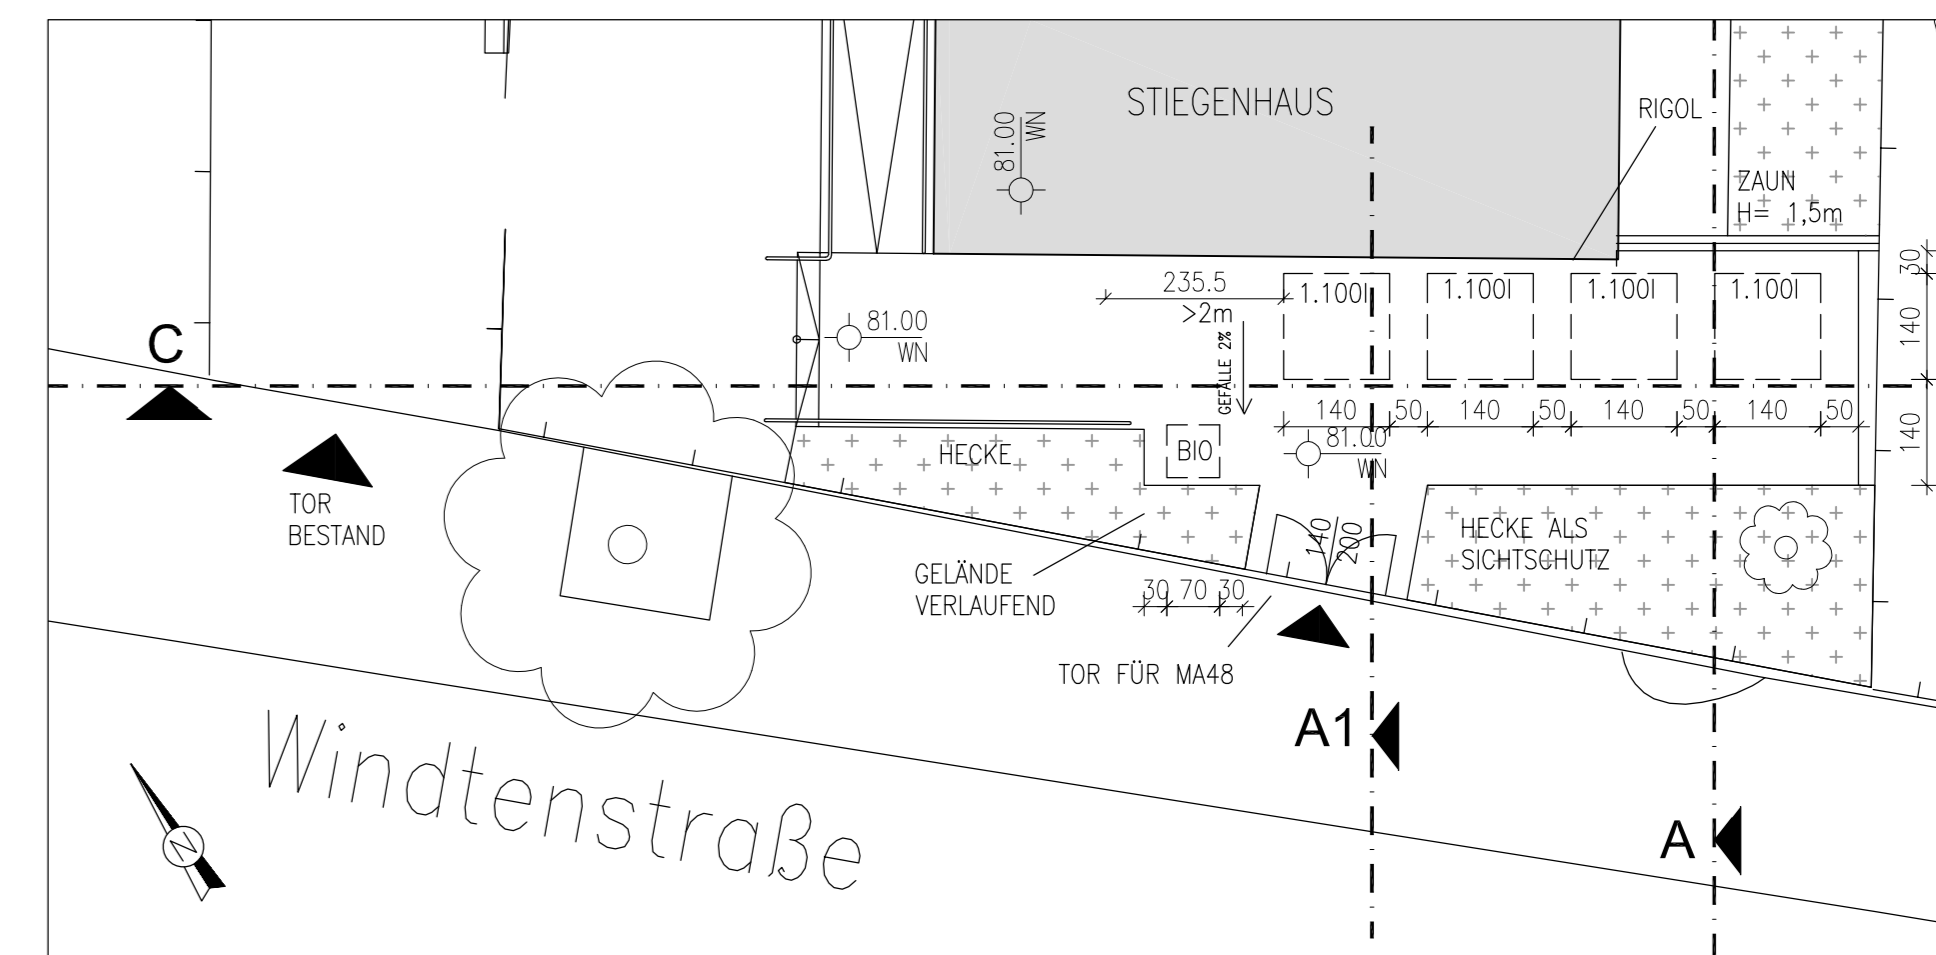 STIEGENHAUS
RIGOL
81.00
WN
ZAUN
H= 1,5m
30
235.5
>2m
1.100l
1.100l
1.100l
1.100l
140
C
81.00
WN
GEFÄLLE 2%
140
50
140
50
140
50
140
50
140
81.00
WN
HECKE
BIO
TOR
BESTAND
HECKE ALS
SICHTSCHUTZ
140
200
GELÄNDE
VERLAUFEND
30
70
30
TOR FÜR MA48
A1
Windtenstraße
A
N